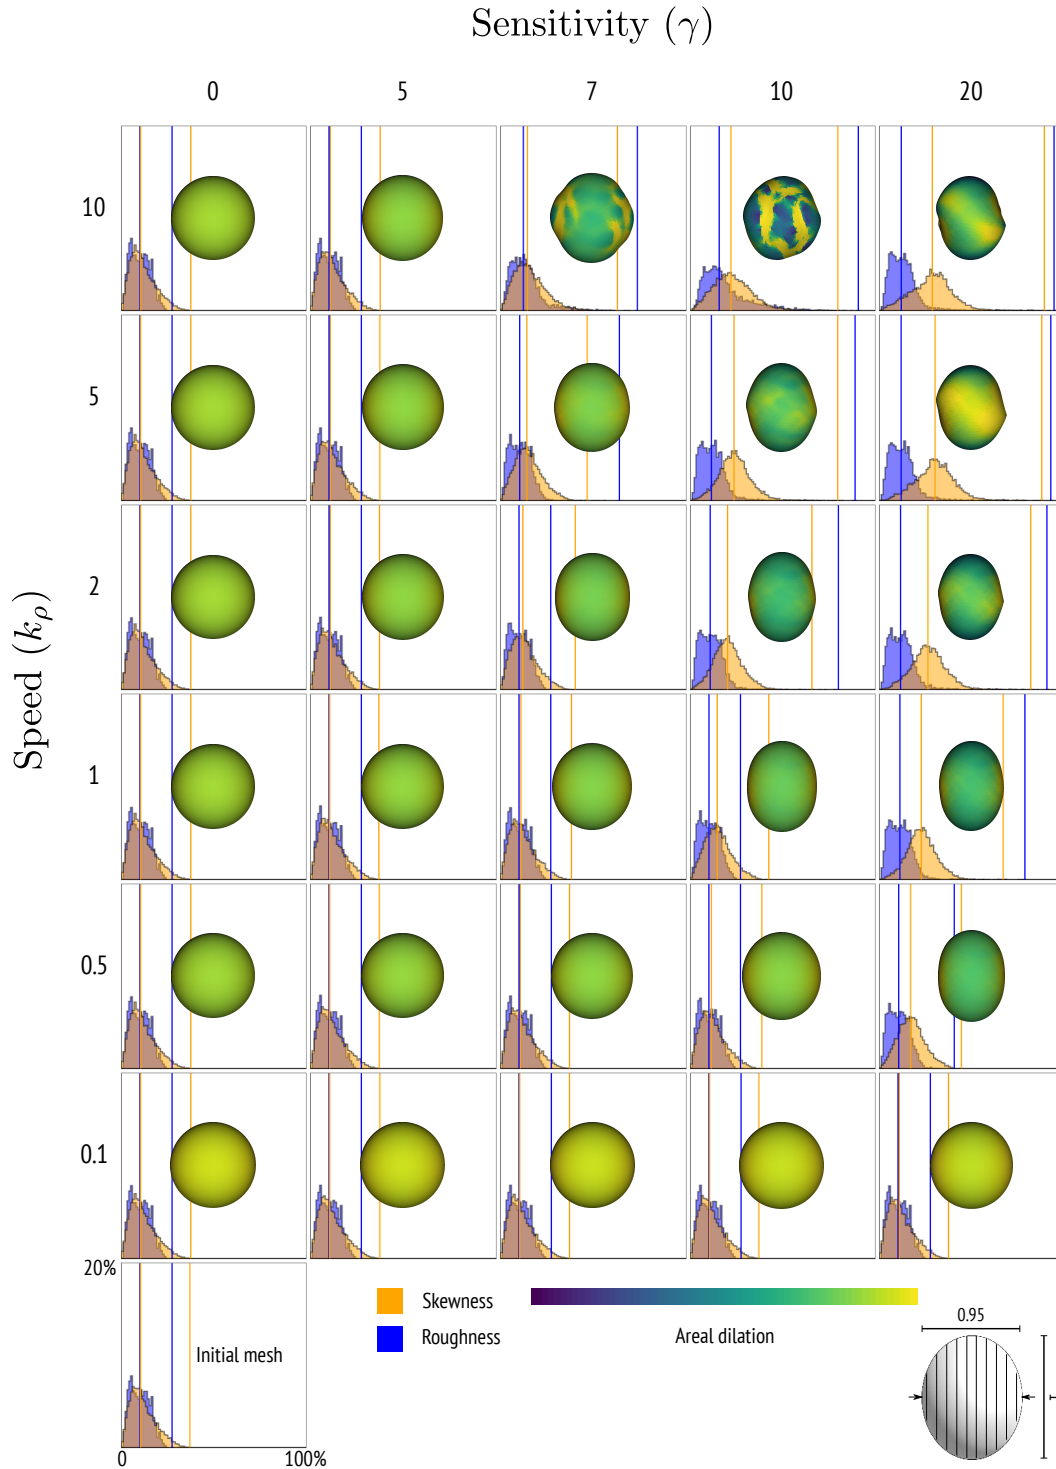 Sensitivity (γ)
0 5 7 10 20
Speed (kρ)
10
5
2
1
0.5
0.1
20%
Initial mesh
0 100%
Skewness
Roughness
Areal dilation
0.95